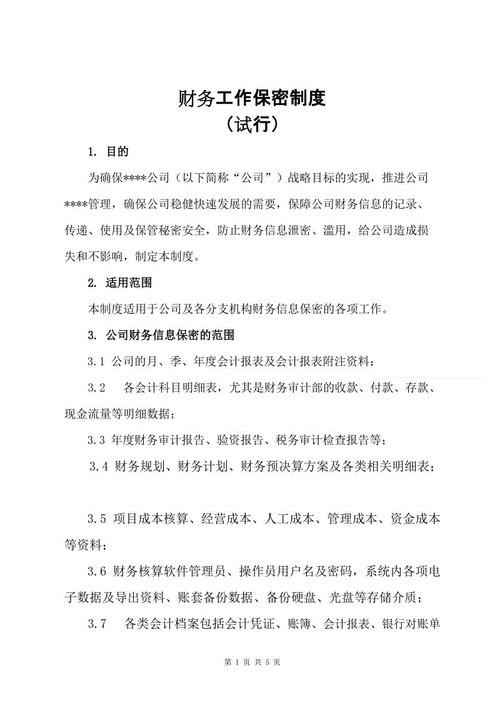 财务工作保密制度
(试行)
1. 目的
为确保****公司（以下简称“公司”）战略目标的实现，推进公司
****管理，确保公司稳健快速发展的需要，保障公司财务信息的记录、
传递、使用及保管秘密安全，防止财务信息泄密、滥用，给公司造成损
失和不影响，制定本制度。
2. 适用范围
本制度适用于公司及各分支机构财务信息保密的各项工作。
3. 公司财务信息保密的范围
3.1 公司的月、季、年度会计报表及会计报表附注资料；
3.2 各会计科目明细表，尤其是财务审计部的收款、付款、存款、
现金流量等明细数据；
3.3 年度财务审计报告、验资报告、税务审计检查报告等；
3.4 财务规划、财务计划、财务预决算方案及各类相关明细表；
3.5 项目成本核算、经营成本、人工成本、管理成本、资金成本
等资料；
3.6 财务核算软件管理员、操作员用户名及密码，系统内各项电
子数据及导出资料、账套备份数据、备份硬盘、光盘等存储介质；
3.7 各类会计档案包括会计凭证、账簿、会计报表、银行对账单
第 1 页 共 5 页